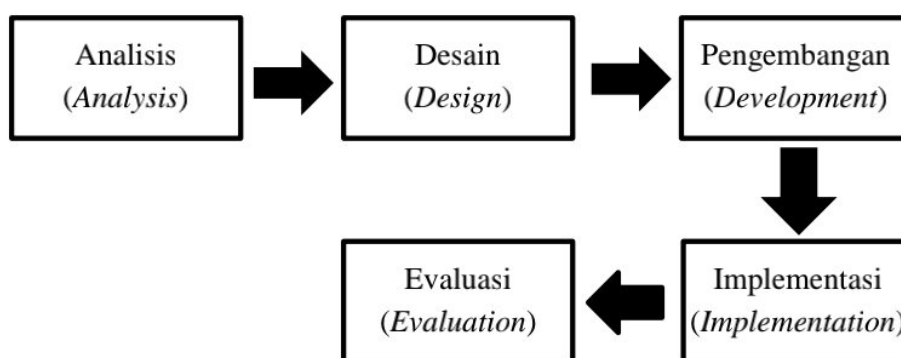 Analisis
(Analysis)
Desain
(Design)
Pengembangan
(Development)
Implementasi
(Implementation)
Evaluasi
(Evaluation)